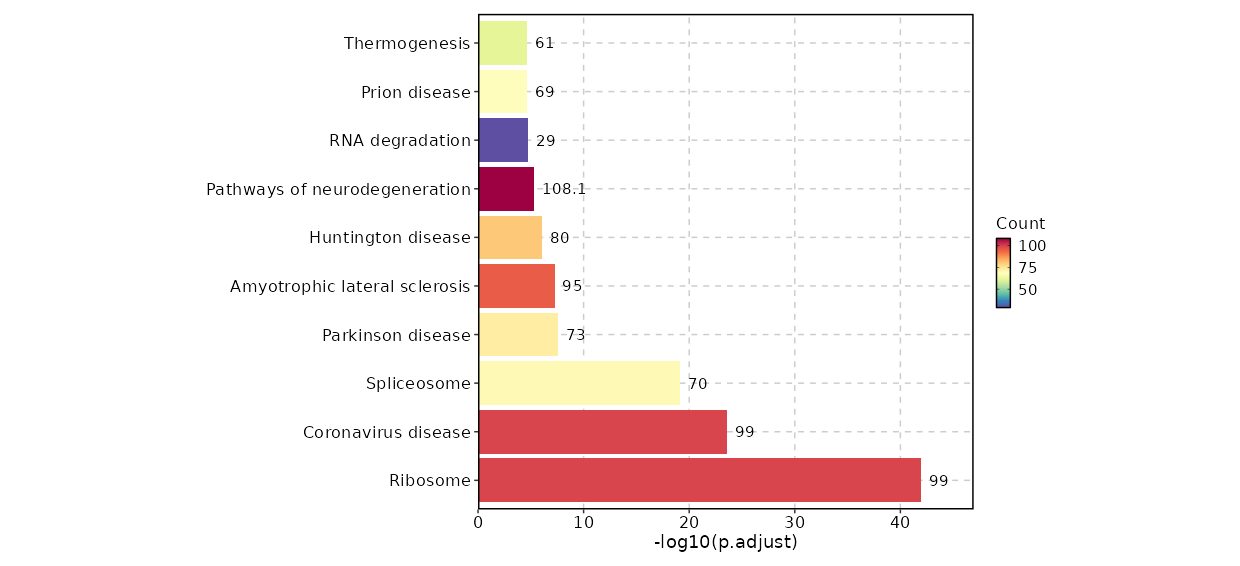 Thermogenesis 61
Prion disease 69
RNA degradation 29
Pathways of neurodegeneration 108.1
Huntington disease 80
Amyotrophic lateral sclerosis 95
Parkinson disease 73
Spliceosome 70
Coronavirus disease 99
Ribosome 99
0 10 20 30 40
-log10(p.adjust)
Count
100
75
50